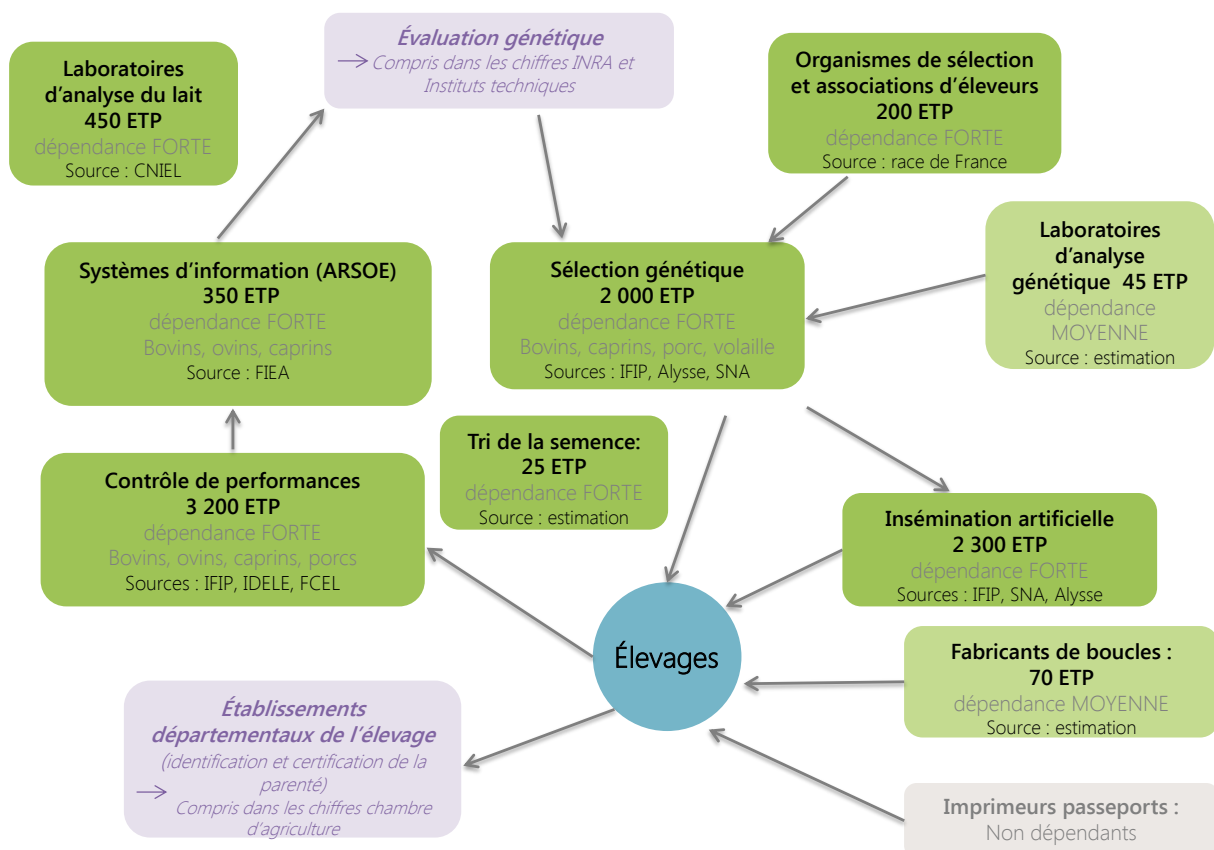 Évaluation génétique
→ Compris dans les chiffres INRA et
Instituts techniques
Laboratoires
d'analyse du lait
450 ETP
dépendance FORTE
Source : CNIEL
Organismes de sélection
et associations d'éleveurs
200 ETP
dépendance FORTE
Source : race de France
Systèmes d'information (ARSOE)
350 ETP
dépendance FORTE
Bovins, ovins, caprins
Source : FIEA
Sélection génétique
2 000 ETP
dépendance FORTE
Bovins, caprins, porc, volaille
Sources : IFIP, Alysse, SNA
Laboratoires
d'analyse
génétique 45 ETP
dépendance
MOYENNE
Source : estimation
Tri de la semence:
25 ETP
dépendance FORTE
Source : estimation
Contrôle de performances
3 200 ETP
dépendance FORTE
Bovins, ovins, caprins, porcs
Sources : IFIP, IDELE, FCEL
Insémination artificielle
2 300 ETP
dépendance FORTE
Sources : IFIP, SNA, Alysse
Élevages
Fabricants de boucles :
70 ETP
dépendance MOYENNE
Source : estimation
Établissements
départementaux de l'élevage
(identification et certification de la
parenté)
→ Compris dans les chiffres chambre
d'agriculture
Imprimeurs passeports :
Non dépendants